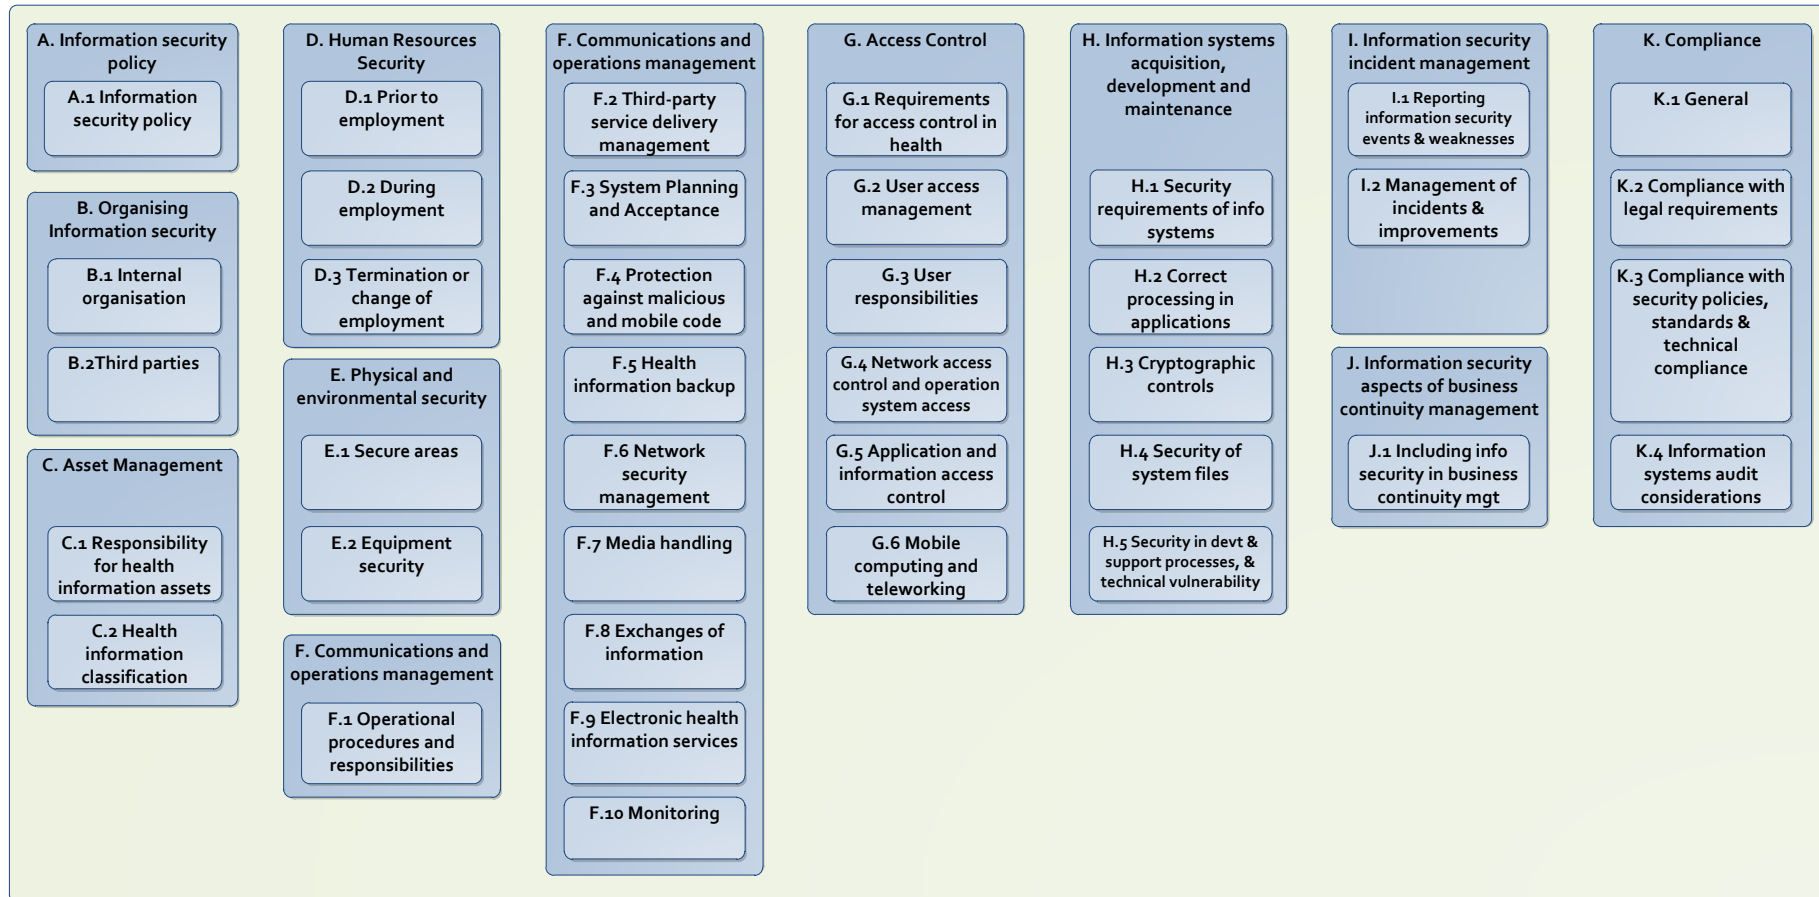 A. Information security
policy
A.1 Information
security policy
B. Organising
Information security
B.1 Internal
organisation
B.2Third parties
C. Asset Management
C.1 Responsibility
for health
information assets
C.2 Health
information
classification
D. Human Resources
Security
D.1 Prior to
employment
D.2 During
employment
D.3 Termination or
change of
employment
E. Physical and
environmental security
E.1 Secure areas
E.2 Equipment
security
F. Communications and
operations management
F.1 Operational
procedures and
responsibilities
F. Communications and
operations management
F.2 Third-party
service delivery
management
F.3 System Planning
and Acceptance
F.4 Protection
against malicious
and mobile code
F.5 Health
information backup
F.6 Network
security
management
F.7 Media handling
F.8 Exchanges of
information
F.9 Electronic health
information services
F.10 Monitoring
G. Access Control
G.1 Requirements
for access control in
health
G.2 User access
management
G.3 User
responsibilities
G.4 Network access
control and operation
system access
G.5 Application and
information access
control
G.6 Mobile
computing and
teleworking
H. Information systems
acquisition,
development and
maintenance
H.1 Security
requirements of info
systems
H.2 Correct
processing in
applications
H.3 Cryptographic
controls
H.4 Security of
system files
H.5 Security in devt &
support processes, &
technical vulnerability
I. Information security
incident management
I.1 Reporting
information security
events & weaknesses
I.2 Management of
incidents &
improvements
J. Information security
aspects of business
continuity management
J.1 Including info
security in business
continuity mgt
K. Compliance
K.1 General
K.2 Compliance with
legal requirements
K.3 Compliance with
security policies,
standards &
technical
compliance
K.4 Information
systems audit
considerations